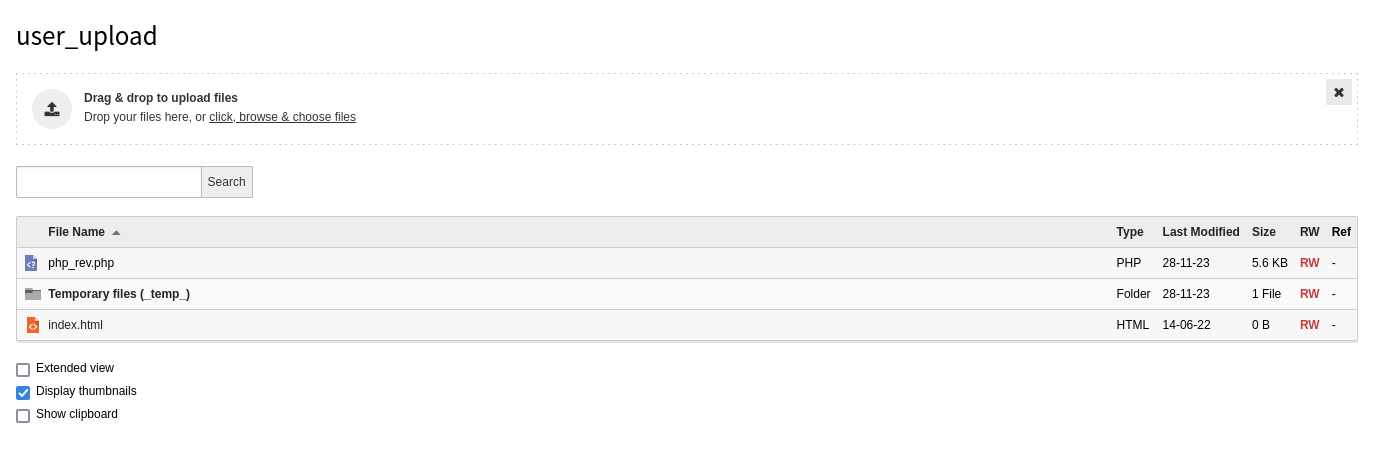 user_upload
Drag & drop to upload files
Drop your files here, or click, browse & choose files
Search
File Name Type Last Modified Size RW Ref
php_rev.php PHP 28-11-23 5.6 KB RW -
Temporary files (_temp_) Folder 28-11-23 1 File RW -
index.html HTML 14-06-22 0 B RW -
Extended view
Display thumbnails
Show clipboard